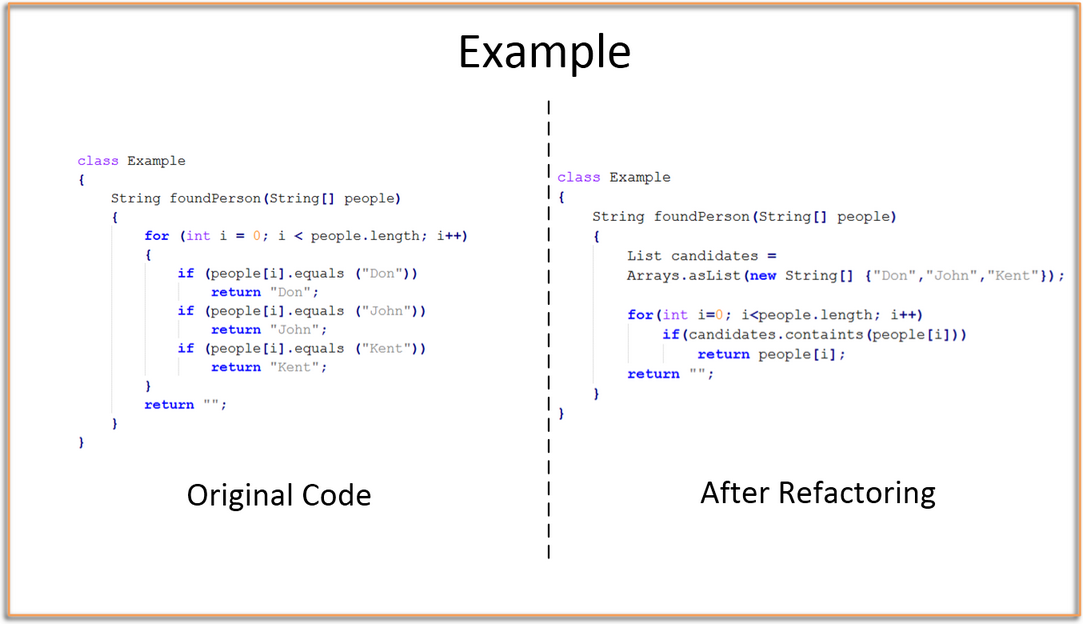 Example
class Example
{
String foundPerson(String[] people)
{
for (int i = 0; i < people.length; i++)
{
if (people[i].equals ("Don"))
return "Don";
if (people[i].equals ("John"))
return "John";
if (people[i].equals ("Kent"))
return "Kent";
}
return "";
}
}
Original Code
class Example
{
String foundPerson(String[] people)
{
List candidates =
Arrays.asList(new String[] {"Don","John","Kent"});
for(int i=0; i<people.length; i++)
if(candidates.containts(people[i]))
return people[i];
return "";
}
}
After Refactoring